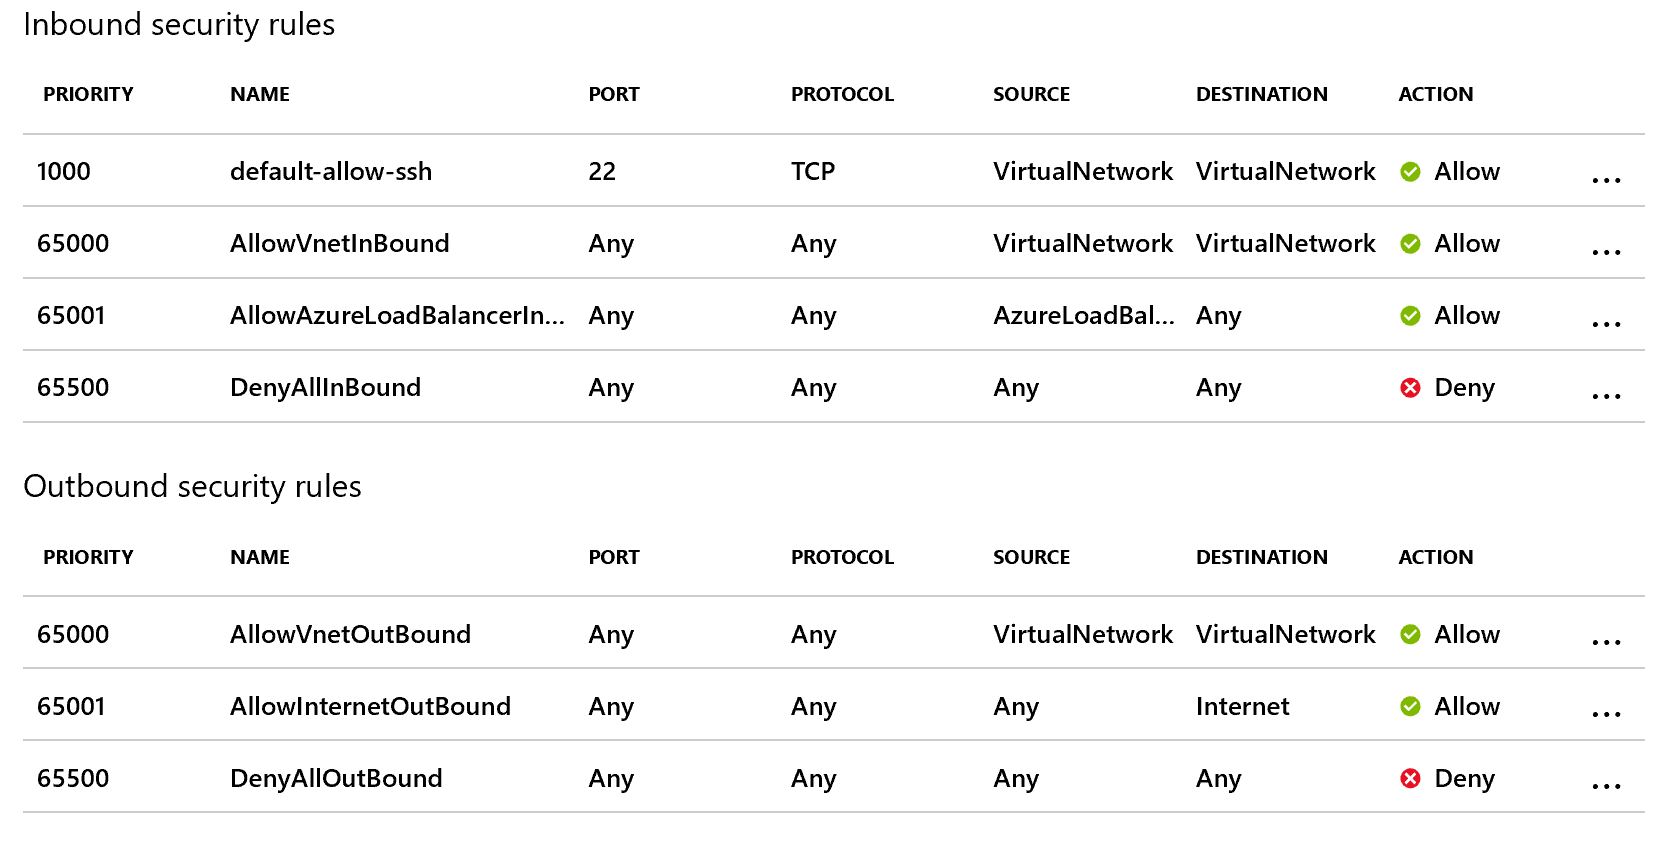 Inbound security rules
PRIORITY NAME PORT PROTOCOL SOURCE DESTINATION ACTION
1000 default-allow-ssh 22 TCP VirtualNetwork VirtualNetwork Allow ...
65000 AllowVnetInBound Any Any VirtualNetwork VirtualNetwork Allow ...
65001 AllowAzureLoadBalancerIn... Any Any AzureLoadBal... Any Allow ...
65500 DenyAllInBound Any Any Any Any Deny ...
Outbound security rules
PRIORITY NAME PORT PROTOCOL SOURCE DESTINATION ACTION
65000 AllowVnetOutBound Any Any VirtualNetwork VirtualNetwork Allow ...
65001 AllowInternetOutBound Any Any Any Internet Allow ...
65500 DenyAllOutBound Any Any Any Any Deny ...